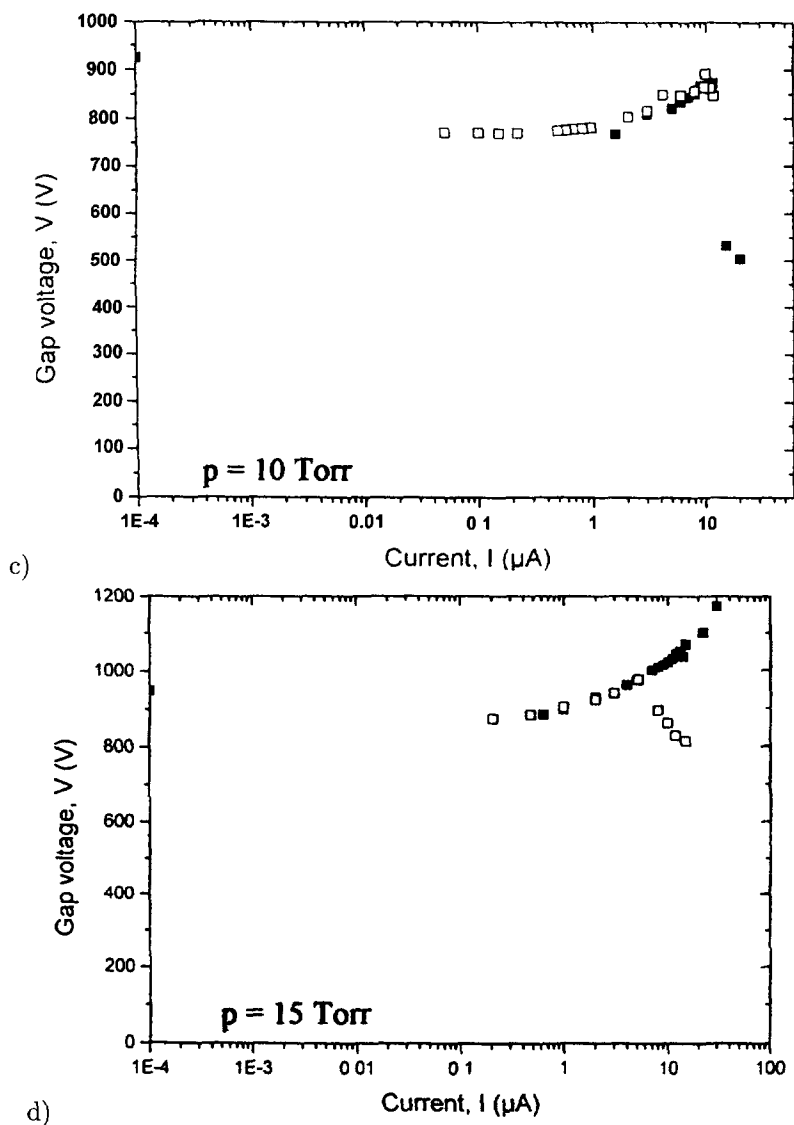 1000
900
800
700
600
500
400
300
200
100
0
Gap voltage, V (V)
p = 10 Torr
1E-4 1E-3 0.01 0 1 1 10
Current, I (µA)
c)
1200
1000
800
600
400
200
0
Gap voltage, V (V)
p = 15 Torr
1E-4 1E-3 0 01 0 1 1 10 100
Current, I (µA)
d)